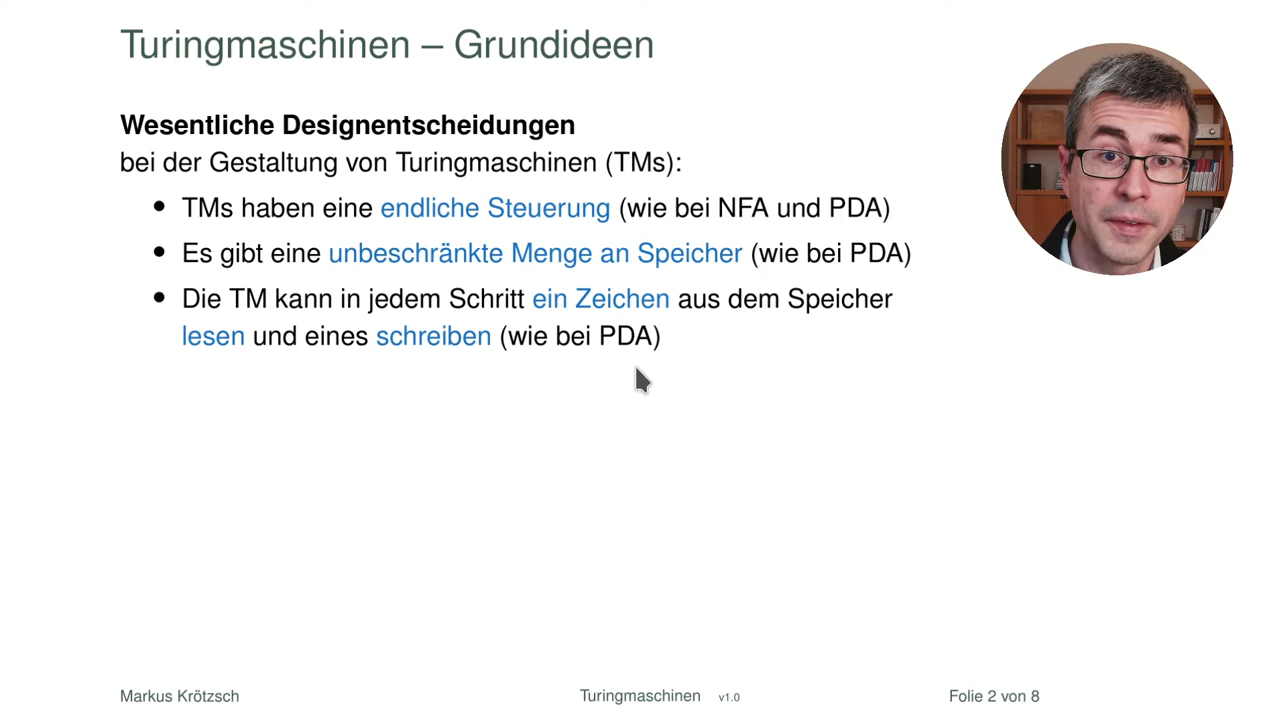 Turingmaschinen – Grundideen
Wesentliche Designentscheidungen
bei der Gestaltung von Turingmaschinen (TMs):
• TMs haben eine endliche Steuerung (wie bei NFA und PDA)
• Es gibt eine unbeschränkte Menge an Speicher (wie bei PDA)
• Die TM kann in jedem Schritt ein Zeichen aus dem Speicher
lesen und eines schreiben (wie bei PDA)
Markus Krötzsch Turingmaschinen v1.0 Folie 2 von 8